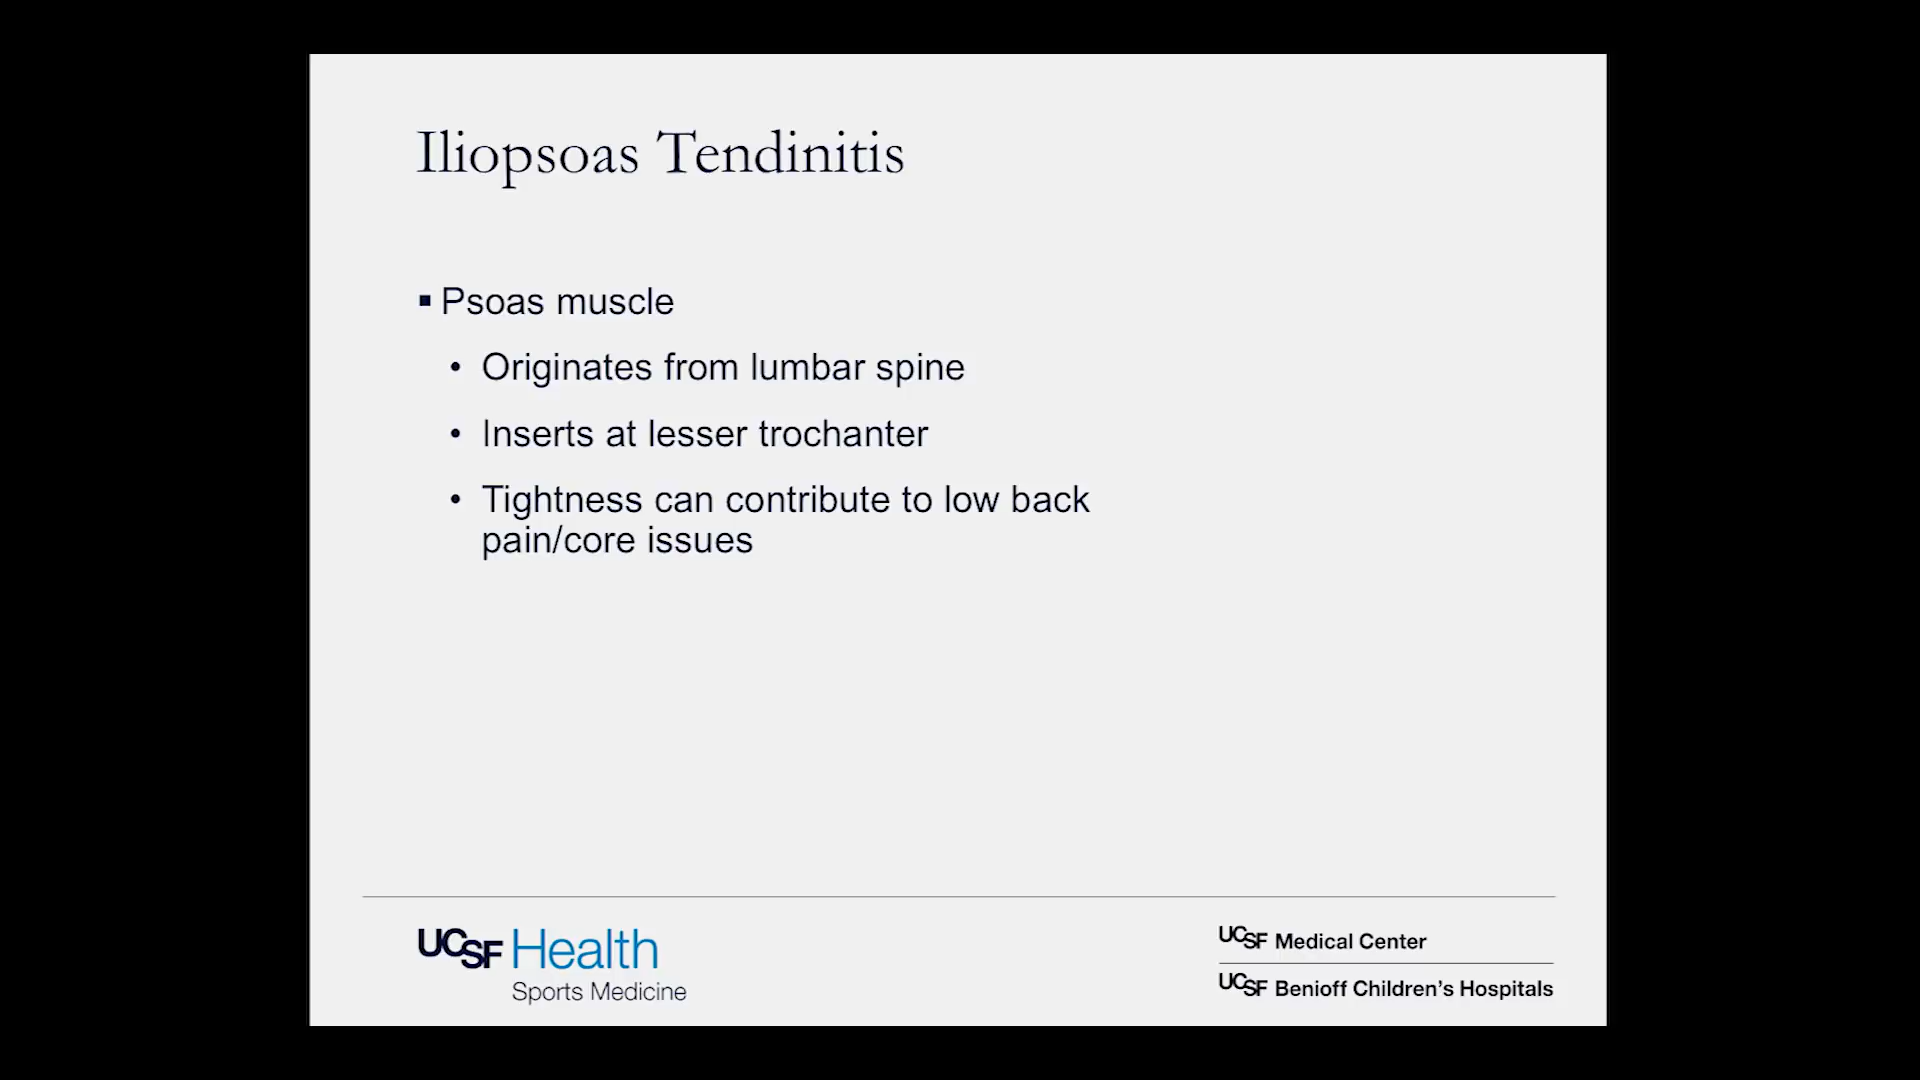 Iliopsoas Tendinitis
▪ Psoas muscle
• Originates from lumbar spine
• Inserts at lesser trochanter
• Tightness can contribute to low back
pain/core issues
UCSF Health
Sports Medicine
UCSF Medical Center
UCSF Benioff Children's Hospitals